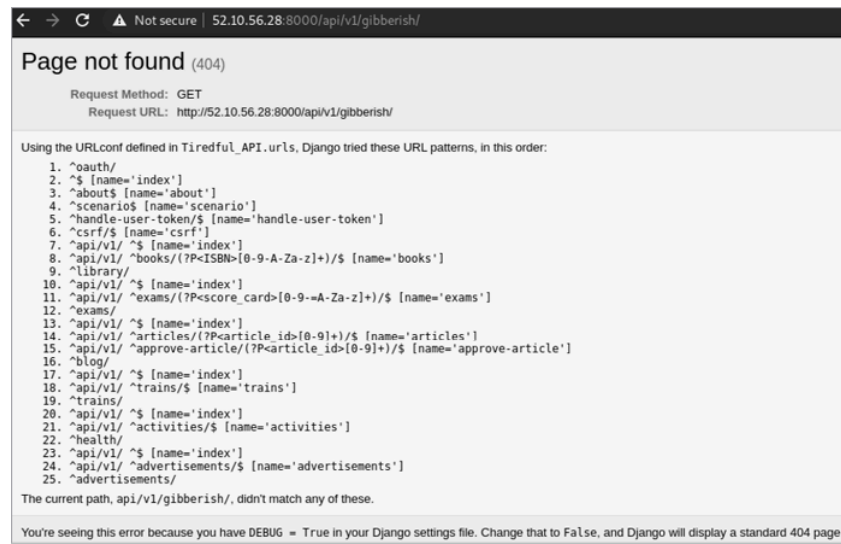 Not secure | 52.10.56.28:8000/api/v1/gibberish/
Page not found (404)
Request Method: GET
Request URL: http://52.10.56.28:8000/api/v1/gibberish/
Using the URLconf defined in Tiredful_API.urls, Django tried these URL patterns, in this order:
1. ^oauth/
2. ^$ [name='index']
3. ^about$ [name='about']
4. ^scenario$ [name='scenario']
5. ^handle-user-token/$ [name='handle-user-token']
6. ^csrf/$ [name='csrf']
7. ^api/v1/ ^$ [name='index']
8. ^api/v1/ ^books/(?P<ISBN>[0-9-A-Za-z]+)/$ [name='books']
9. ^library/
10. ^api/v1/ ^$ [name='index']
11. ^api/v1/ ^exams/(?P<score_card>[0-9-=A-Za-z]+)/$ [name='exams']
12. ^exams/
13. ^api/v1/ ^$ [name='index']
14. ^api/v1/ ^articles/(?P<article_id>[0-9]+)/$ [name='articles']
15. ^api/v1/ ^approve-article/(?P<article_id>[0-9]+)/$ [name='approve-article']
16. ^blog/
17. ^api/v1/ ^$ [name='index']
18. ^api/v1/ ^trains/$ [name='trains']
19. ^trains/
20. ^api/v1/ ^$ [name='index']
21. ^api/v1/ ^activities/$ [name='activities']
22. ^health/
23. ^api/v1/ ^$ [name='index']
24. ^api/v1/ ^advertisements/$ [name='advertisements']
25. ^advertisements/
The current path, api/v1/gibberish/, didn't match any of these.
You're seeing this error because you have DEBUG = True in your Django settings file. Change that to False, and Django will display a standard 404 page